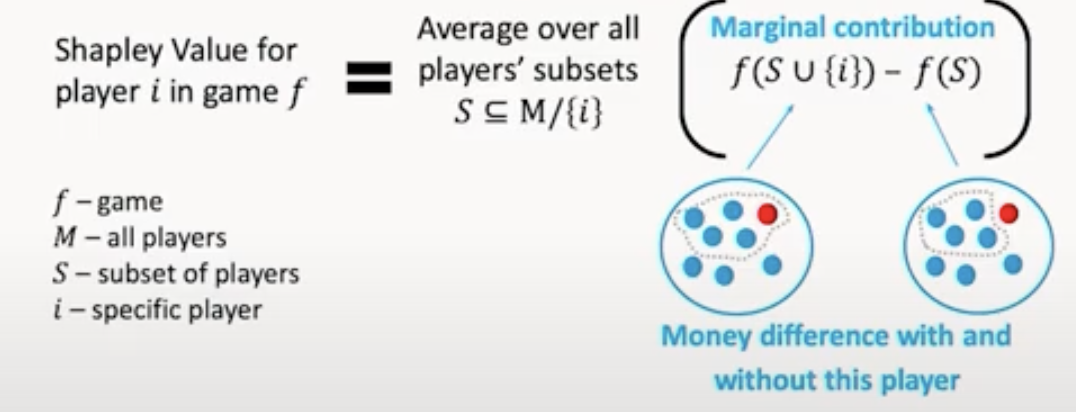 Shapley Value for
player i in game f
=
Average over all
players' subsets
S ⊆ M/{i}
Marginal contribution
f(S ∪ {i}) – f(S)
f – game
M – all players
S – subset of players
i – specific player
Money difference with and
without this player